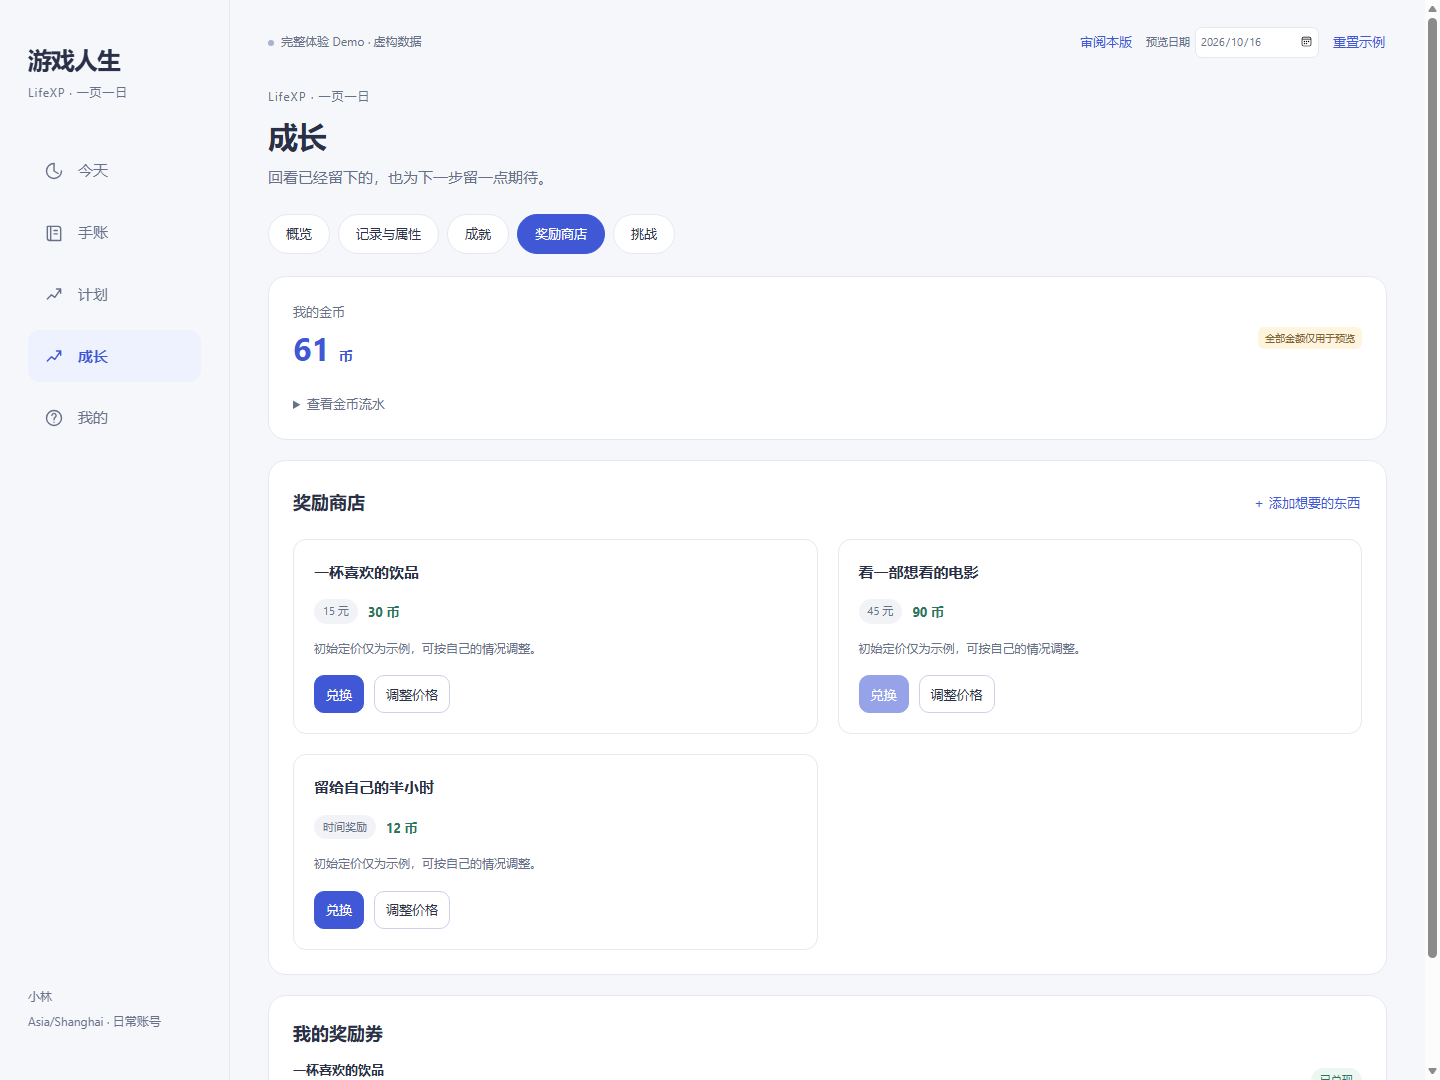 游戏人生
LifeXP · 一页一日
今天
手账
计划
成长
我的
小林
Asia/Shanghai · 日常账号
完整体验 Demo · 虚构数据
审阅本版
预览日期
2026/10/16
重置示例
LifeXP · 一页一日
成长
回看已经留下的，也为下一步留一点期待。
概览
记录与属性
成就
奖励商店
挑战
我的金币
61 币
全部金额仅用于预览
查看金币流水
奖励商店
+ 添加想要的东西
一杯喜欢的饮品
15 元 30 币
初始定价仅为示例，可按自己的情况调整。
兑换
调整价格
看一部想看的电影
45 元 90 币
初始定价仅为示例，可按自己的情况调整。
兑换
调整价格
留给自己的半小时
时间奖励 12 币
初始定价仅为示例，可按自己的情况调整。
兑换
调整价格
我的奖励券
一杯喜欢的饮品
已兑现